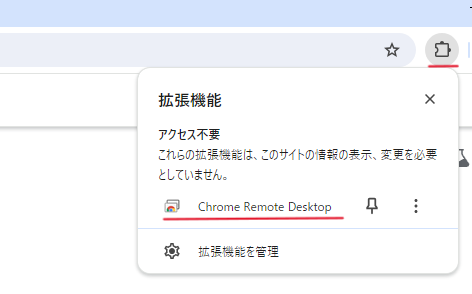 拡張機能
アクセス不要
これらの拡張機能は、このサイトの情報の表示、変更を必要
としていません。
Chrome Remote Desktop
拡張機能を管理